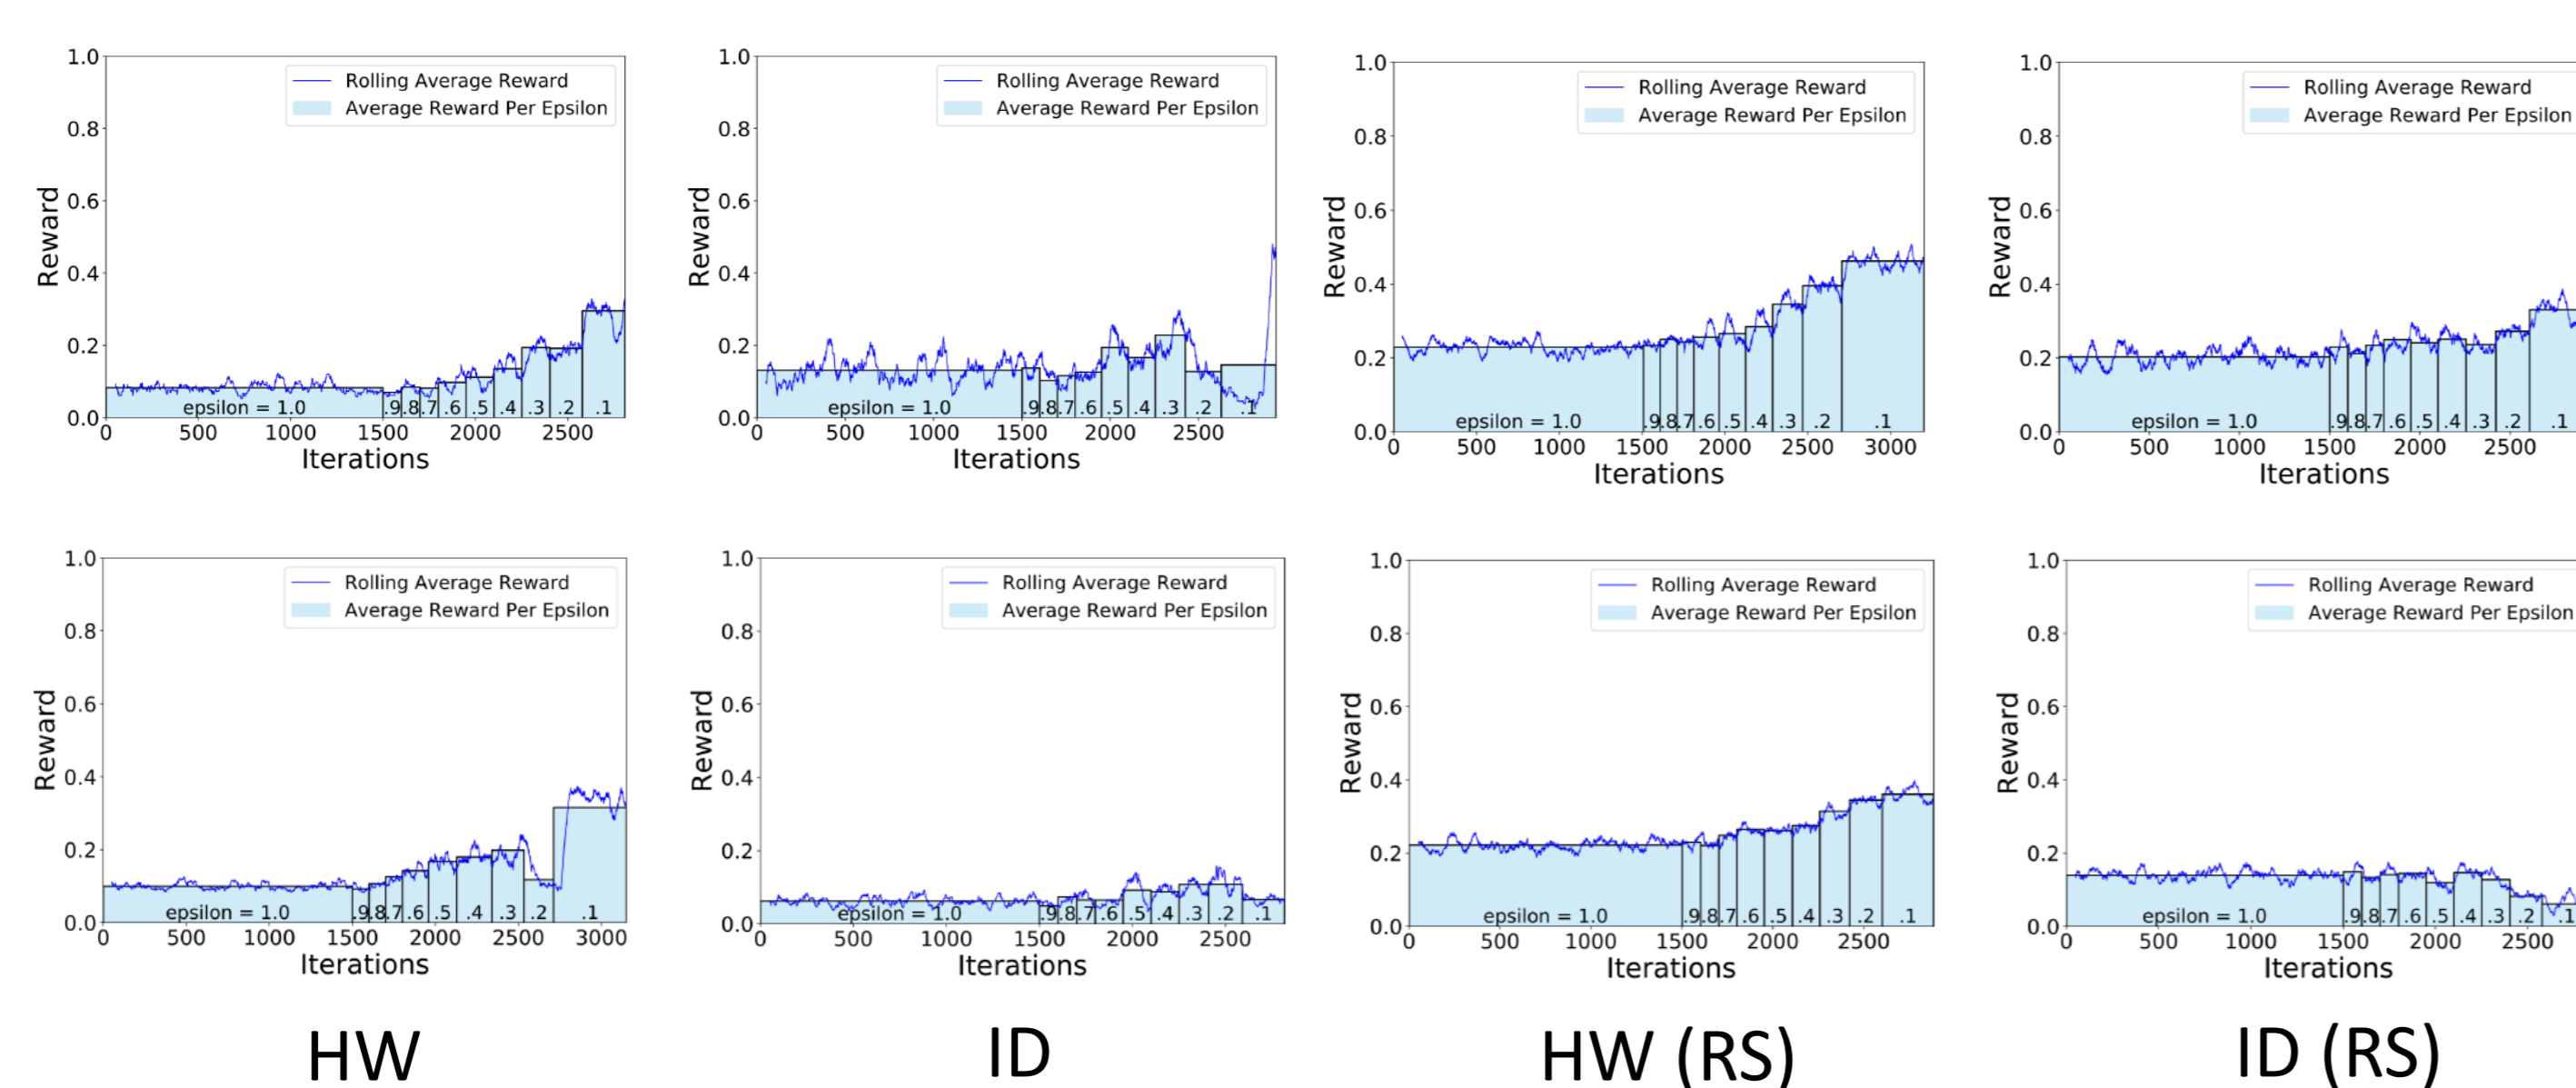 1.0
0.8
0.6
0.4
0.2
0.0
Reward
Rolling Average Reward
Average Reward Per Epsilon
epsilon = 1.0 .9 .8 .7 .6 .5 .4 .3 .2 .1
0 500 1000 1500 2000 2500
Iterations
1.0
0.8
0.6
0.4
0.2
0.0
Reward
Rolling Average Reward
Average Reward Per Epsilon
epsilon = 1.0 .9 .8 .7 .6 .5 .4 .3 .2 .1
0 500 1000 1500 2000 2500
Iterations
1.0
0.8
0.6
0.4
0.2
0.0
Reward
Rolling Average Reward
Average Reward Per Epsilon
epsilon = 1.0 .9 .8 .7 .6 .5 .4 .3 .2 .1
0 500 1000 1500 2000 2500 3000
Iterations
1.0
0.8
0.6
0.4
0.2
0.0
Reward
Rolling Average Reward
Average Reward Per Epsilon
epsilon = 1.0 .9 .8 .7 .6 .5 .4 .3 .2 .1
0 500 1000 1500 2000 2500
Iterations
1.0
0.8
0.6
0.4
0.2
0.0
Reward
Rolling Average Reward
Average Reward Per Epsilon
epsilon = 1.0 .9 .8 .7 .6 .5 .4 .3 .2 .1
0 500 1000 1500 2000 2500 3000
Iterations
1.0
0.8
0.6
0.4
0.2
0.0
Reward
Rolling Average Reward
Average Reward Per Epsilon
epsilon = 1.0 .9 .8 .7 .6 .5 .4 .3 .2 .1
0 500 1000 1500 2000 2500
Iterations
1.0
0.8
0.6
0.4
0.2
0.0
Reward
Rolling Average Reward
Average Reward Per Epsilon
epsilon = 1.0 .9 .8 .7 .6 .5 .4 .3 .2 .1
0 500 1000 1500 2000 2500
Iterations
1.0
0.8
0.6
0.4
0.2
0.0
Reward
Rolling Average Reward
Average Reward Per Epsilon
epsilon = 1.0 .9 .8 .7 .6 .5 .4 .3 .2 .1
0 500 1000 1500 2000 2500
Iterations
HW ID HW (RS) ID (RS)